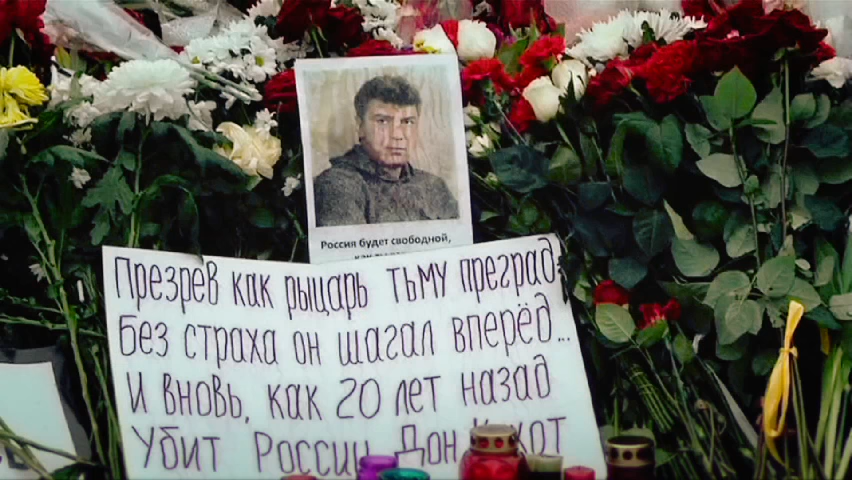 Россия будет свободной,
Презрев как рыцарь тьму преград
без страха он шагал вперёд...
И вновь, как 20 лет назад
Убит России Дон